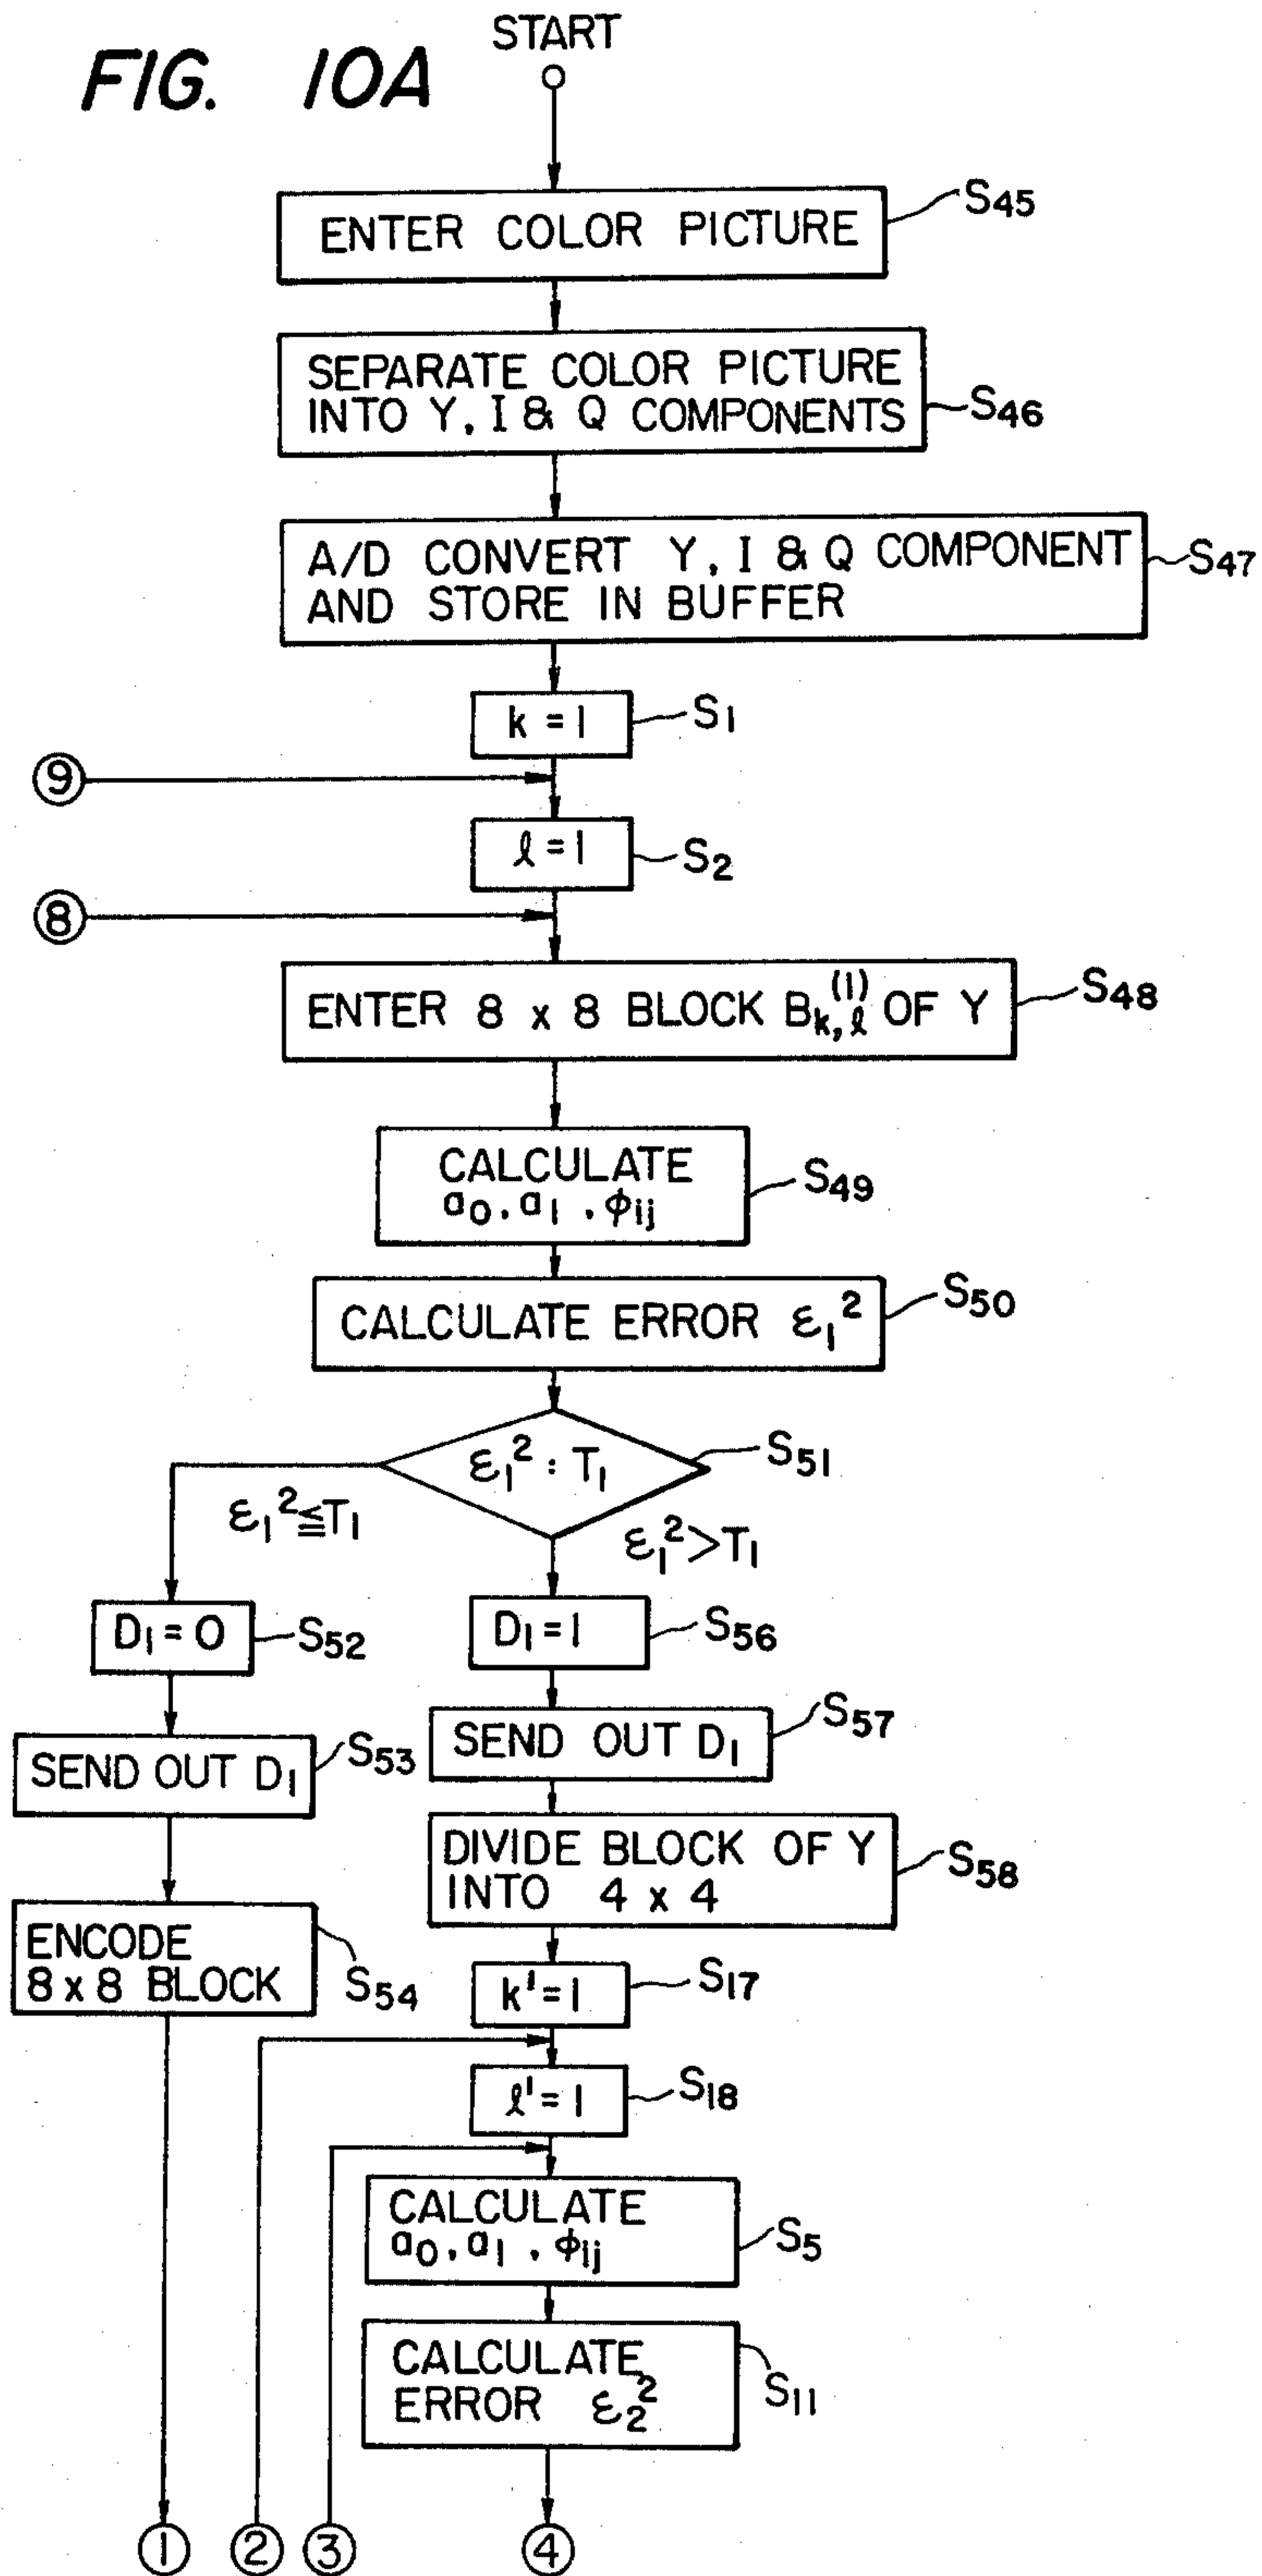 FIG. 10A
START
ENTER COLOR PICTURE
S45
SEPARATE COLOR PICTURE
INTO Y, I & Q COMPONENTS
S46
A/D CONVERT Y, I & Q COMPONENT
AND STORE IN BUFFER
S47
k = 1
S1
9
ℓ = 1
S2
8
ENTER 8 x 8 BLOCK B_k,ℓ^(1) OF Y
S48
CALCULATE
a0, a1, ϕij
S49
CALCULATE ERROR ε1²
S50
ε1² : T1
S51
ε1² ≦ T1
ε1² > T1
D1 = 0
S52
D1 = 1
S56
SEND OUT D1
S53
SEND OUT D1
S57
DIVIDE BLOCK OF Y
INTO 4 x 4
S58
ENCODE
8 x 8 BLOCK
S54
k' = 1
S17
ℓ' = 1
S18
CALCULATE
a0, a1, ϕij
S5
CALCULATE
ERROR ε2²
S11
1
2
3
4